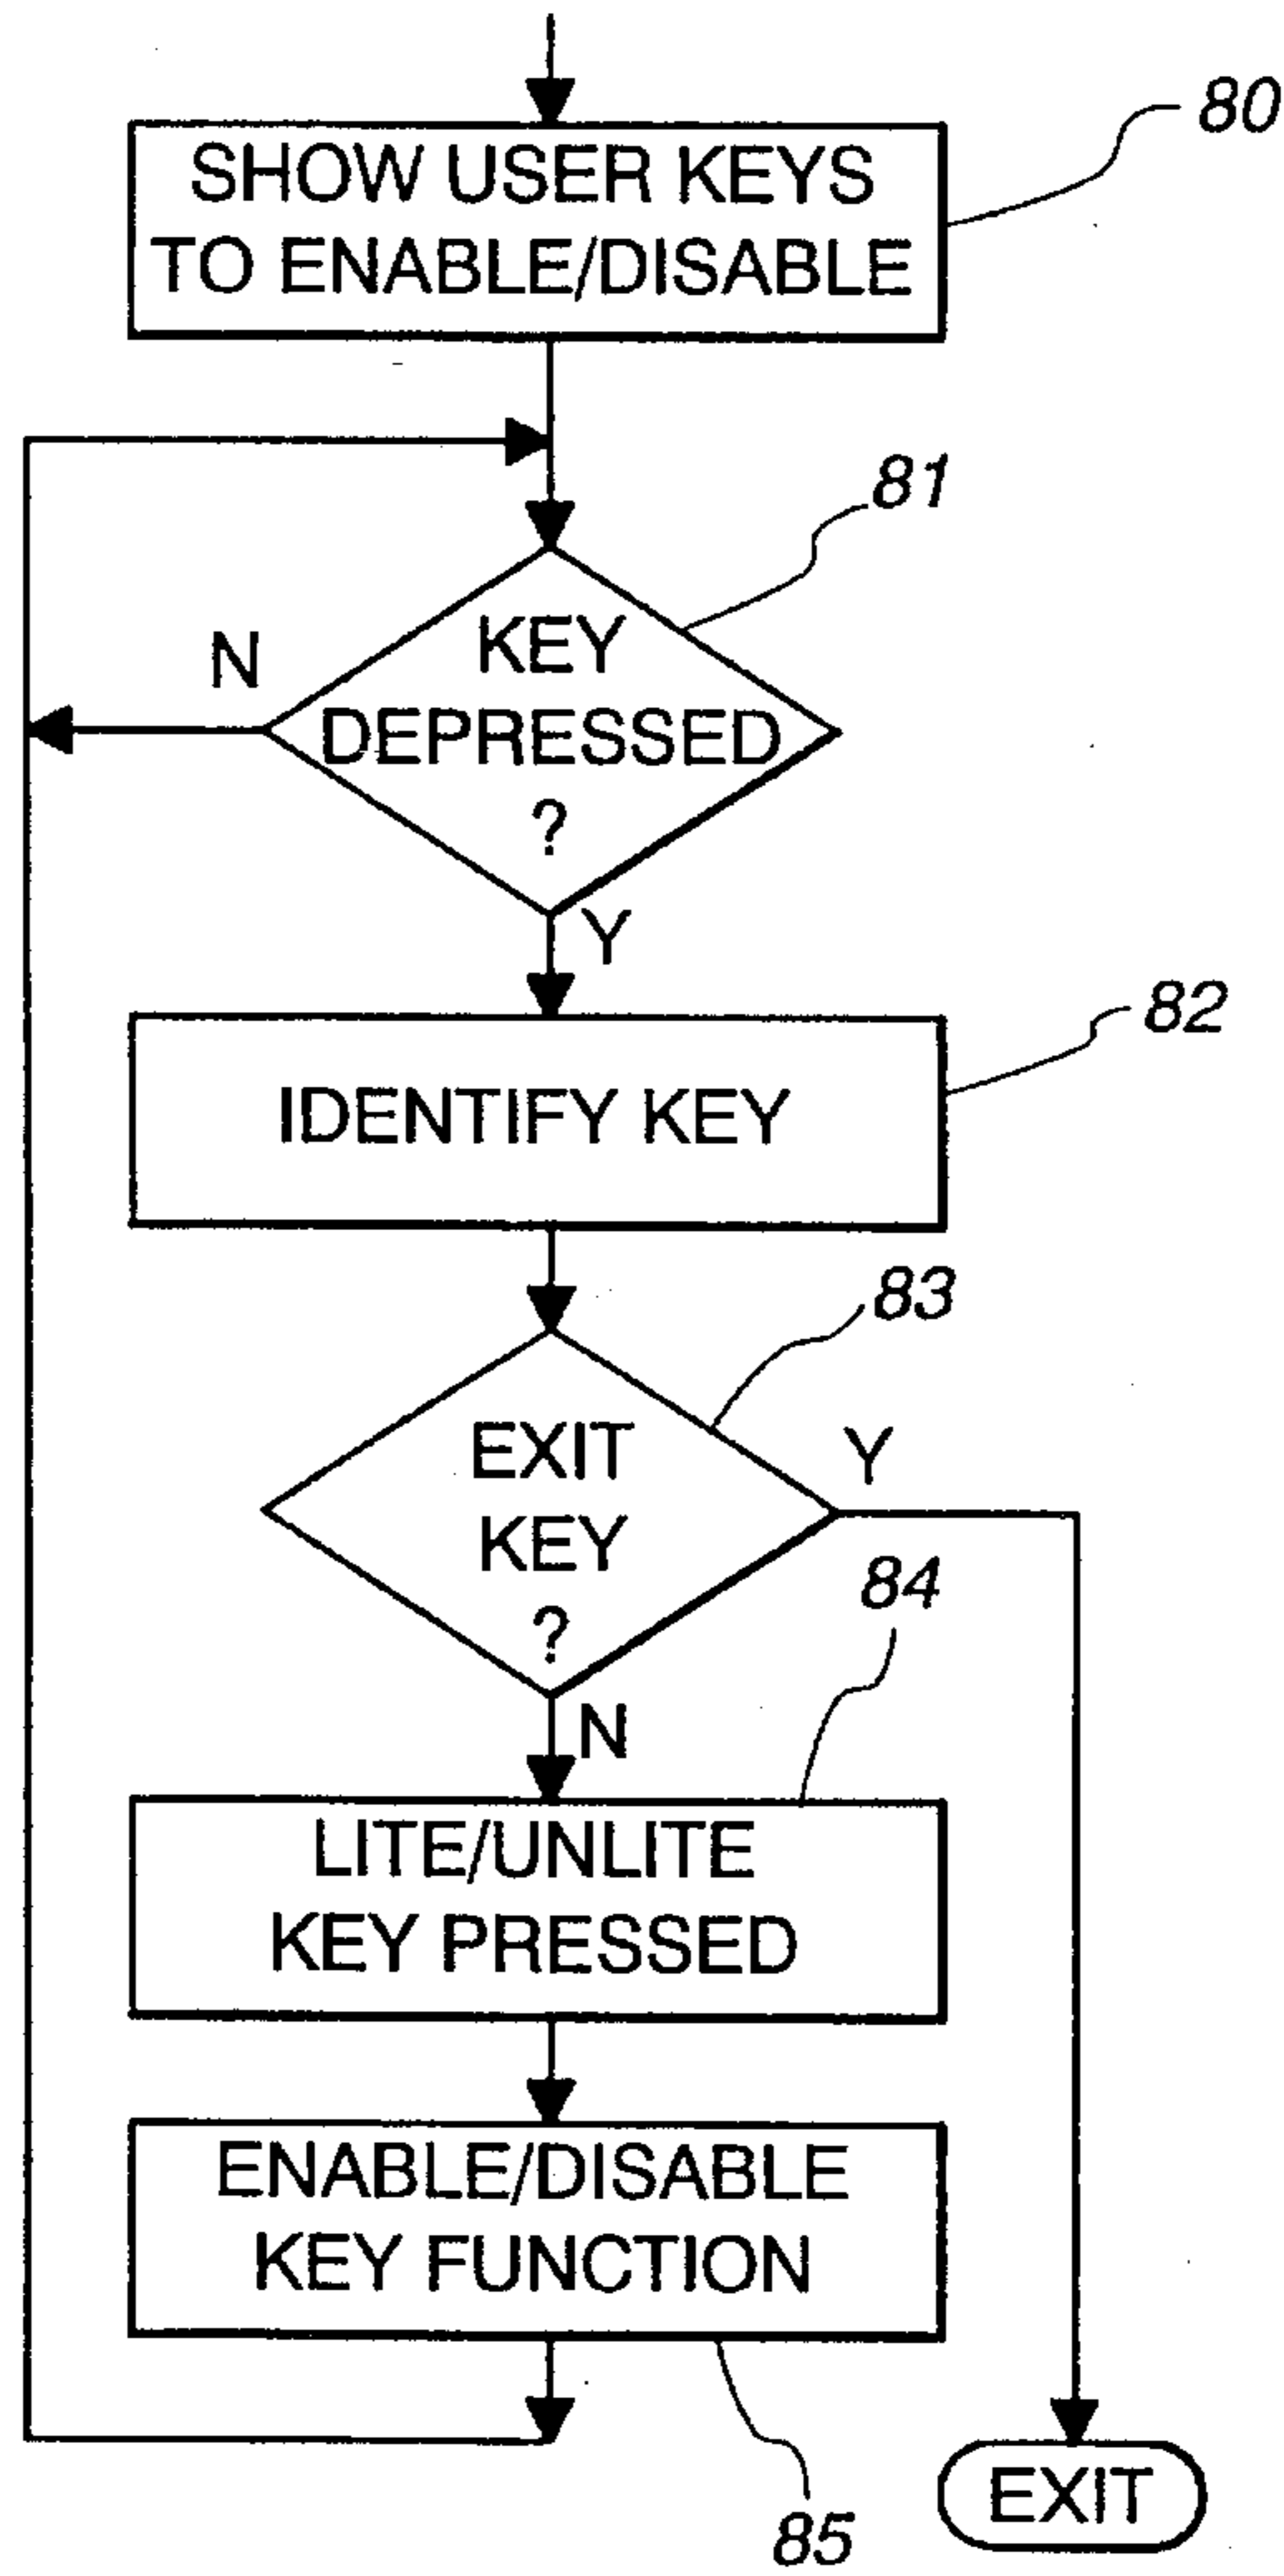 80
SHOW USER KEYS
TO ENABLE/DISABLE
81
N
KEY
DEPRESSED
?
Y
82
IDENTIFY KEY
83
EXIT
KEY
?
Y
84
N
LITE/UNLITE
KEY PRESSED
ENABLE/DISABLE
KEY FUNCTION
EXIT
85